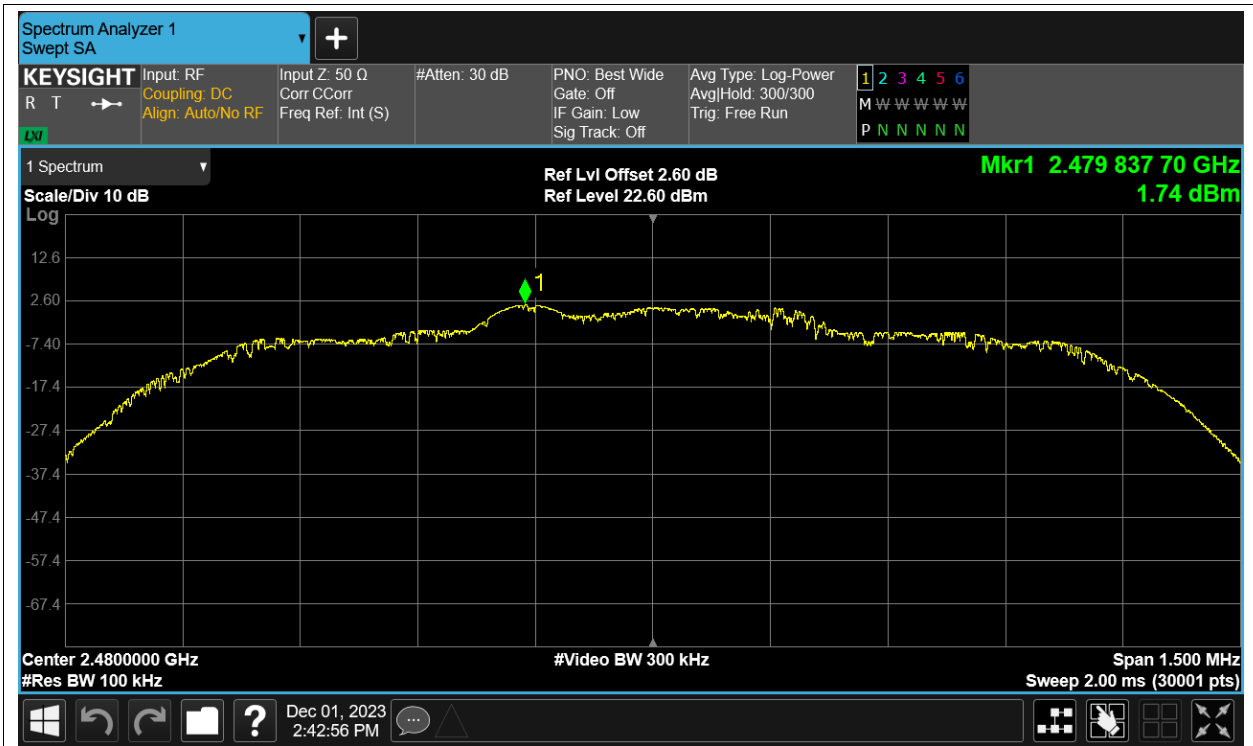 Spectrum Analyzer 1
Swept SA
KEYSIGHT
R T
LXI
Input: RF
Coupling: DC
Align: Auto/No RF
Input Z: 50 Ω
Corr CCorr
Freq Ref: Int (S)
#Atten: 30 dB
PNO: Best Wide
Gate: Off
IF Gain: Low
Sig Track: Off
Avg Type: Log-Power
Avg|Hold: 300/300
Trig: Free Run
1 2 3 4 5 6
M W W W W W
P N N N N N
1 Spectrum
Scale/Div 10 dB
Ref Lvl Offset 2.60 dB
Ref Level 22.60 dBm
Mkr1 2.479 837 70 GHz
1.74 dBm
Log
12.6
2.60
-7.40
-17.4
-27.4
-37.4
-47.4
-57.4
-67.4
1
Center 2.4800000 GHz
#Res BW 100 kHz
#Video BW 300 kHz
Span 1.500 MHz
Sweep 2.00 ms (30001 pts)
?
Dec 01, 2023
2:42:56 PM